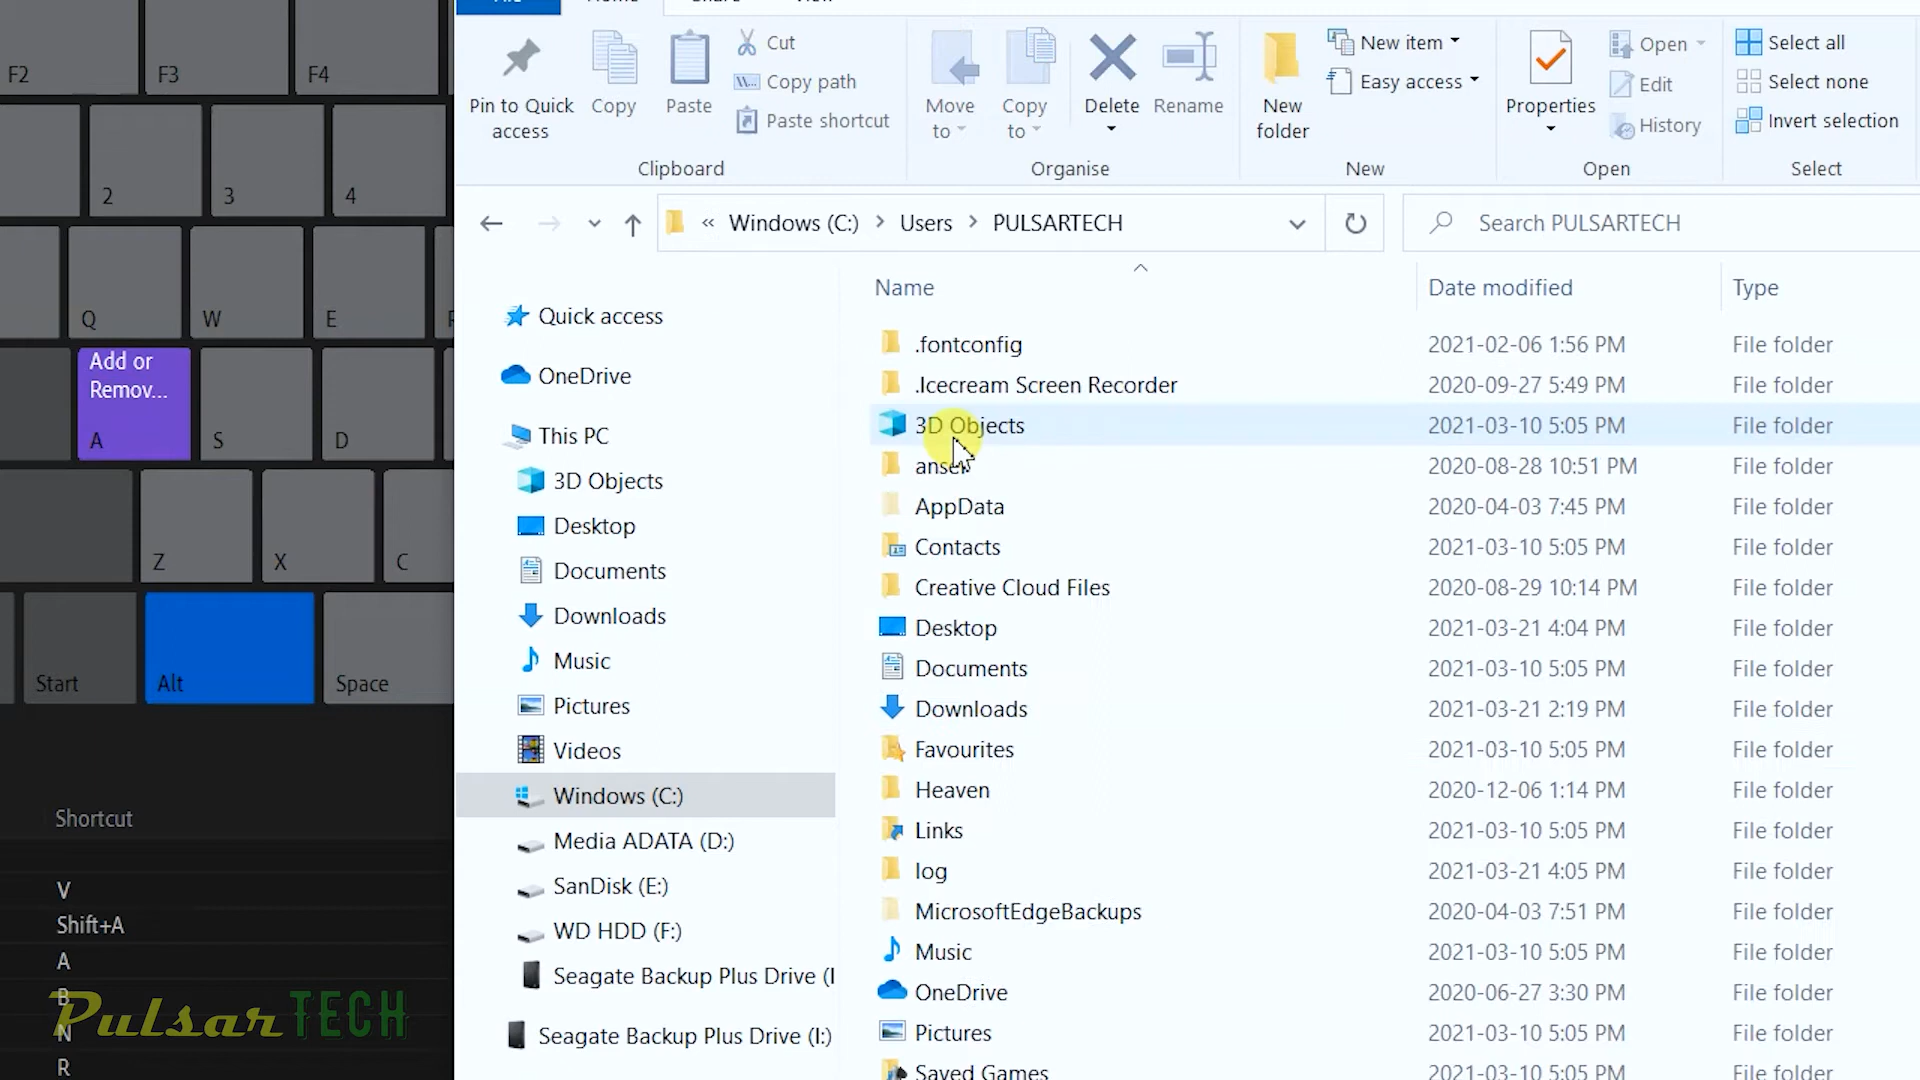 F2
F3
F4
2
3
4
Q
W
E
Add or
Remov...
A
S
D
Z
X
C
Start
Alt
Space
Shortcut
V
Shift+A
A
B
N
R
PulsarTECH
Home
Share
View
Pin to Quick
access
Copy
Paste
Cut
Copy path
Paste shortcut
Clipboard
Move
to
Copy
to
Delete
Rename
Organise
New
folder
New item
Easy access
New
Properties
Open
Edit
History
Open
Select all
Select none
Invert selection
Select
« Windows (C:) > Users > PULSARTECH
Search PULSARTECH
Quick access
OneDrive
This PC
3D Objects
Desktop
Documents
Downloads
Music
Pictures
Videos
Windows (C:)
Media ADATA (D:)
SanDisk (E:)
WD HDD (F:)
Seagate Backup Plus Drive (
Seagate Backup Plus Drive (I:)
Name Date modified Type
.fontconfig 2021-02-06 1:56 PM File folder
.Icecream Screen Recorder 2020-09-27 5:49 PM File folder
3D Objects 2021-03-10 5:05 PM File folder
ansel 2020-08-28 10:51 PM File folder
AppData 2020-04-03 7:45 PM File folder
Contacts 2021-03-10 5:05 PM File folder
Creative Cloud Files 2020-08-29 10:14 PM File folder
Desktop 2021-03-21 4:04 PM File folder
Documents 2021-03-10 5:05 PM File folder
Downloads 2021-03-21 2:19 PM File folder
Favourites 2021-03-10 5:05 PM File folder
Heaven 2020-12-06 1:14 PM File folder
Links 2021-03-10 5:05 PM File folder
log 2021-03-21 4:05 PM File folder
MicrosoftEdgeBackups 2020-04-03 7:51 PM File folder
Music 2021-03-10 5:05 PM File folder
OneDrive 2020-06-27 3:30 PM File folder
Pictures 2021-03-10 5:05 PM File folder
Saved Games 2021-03-10 5:05 PM File folder